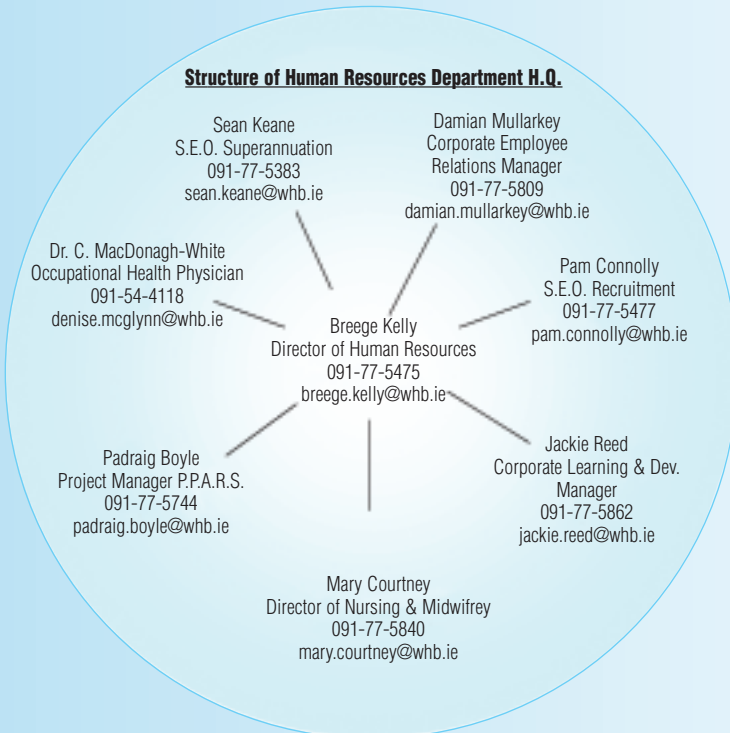 Structure of Human Resources Department H.Q.
Sean Keane
S.E.O. Superannuation
091-77-5383
sean.keane@whb.ie
Damian Mullarkey
Corporate Employee
Relations Manager
091-77-5809
damian.mullarkey@whb.ie
Dr. C. MacDonagh-White
Occupational Health Physician
091-54-4118
denise.mcglynn@whb.ie
Pam Connolly
S.E.O. Recruitment
091-77-5477
pam.connolly@whb.ie
Breege Kelly
Director of Human Resources
091-77-5475
breege.kelly@whb.ie
Padraig Boyle
Project Manager P.P.A.R.S.
091-77-5744
padraig.boyle@whb.ie
Jackie Reed
Corporate Learning & Dev.
Manager
091-77-5862
jackie.reed@whb.ie
Mary Courtney
Director of Nursing & Midwifrey
091-77-5840
mary.courtney@whb.ie